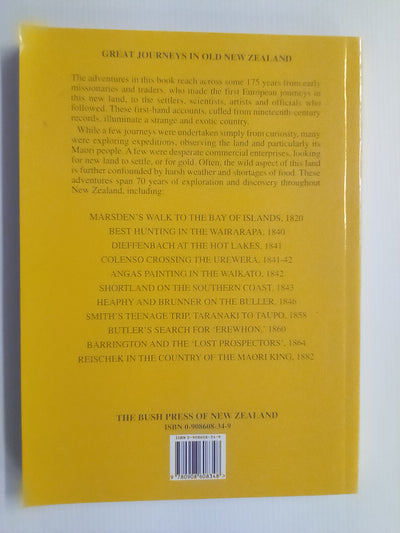 GREAT JOURNEYS IN OLD NEW ZEALAND
The adventures in this book reach across some 175 years from early
missionaries and traders, who made the first European journeys in
this new land, to the settlers, scientists, artists and officials who
followed. These first-hand accounts, culled from nineteenth-century
records, illuminate a strange and exotic country.
While a few journeys were undertaken simply from curiosity, many
were exploring expeditions, observing the land and particularly its
Maori people. A few were desperate commercial enterprises, looking
for new land to settle, or for gold. Often, the wild aspect of this land
is further confounded by harsh weather and shortages of food. These
adventures span 70 years of exploration and discovery throughout
New Zealand, including:
MARSDEN'S WALK TO THE BAY OF ISLANDS, 1820
BEST HUNTING IN THE WAIRARAPA, 1840
DIEFFENBACH AT THE HOT LAKES, 1841
COLENSO CROSSING THE UREWERA, 1841-42
ANGAS PAINTING IN THE WAIKATO, 1842
SHORTLAND ON THE SOUTHERN COAST, 1843
HEAPHY AND BRUNNER ON THE BULLER, 1846
SMITH'S TEENAGE TRIP, TARANAKI TO TAUPO, 1858
BUTLER'S SEARCH FOR 'EREWHON,' 1860
BARRINGTON AND THE 'LOST PROSPECTORS', 1864
REISCHEK IN THE COUNTRY OF THE MAORI KING, 1882
THE BUSH PRESS OF NEW ZEALAND
ISBN 0-908608-34-9
ISBN 0-908608-34-9
9 780908 608348 >